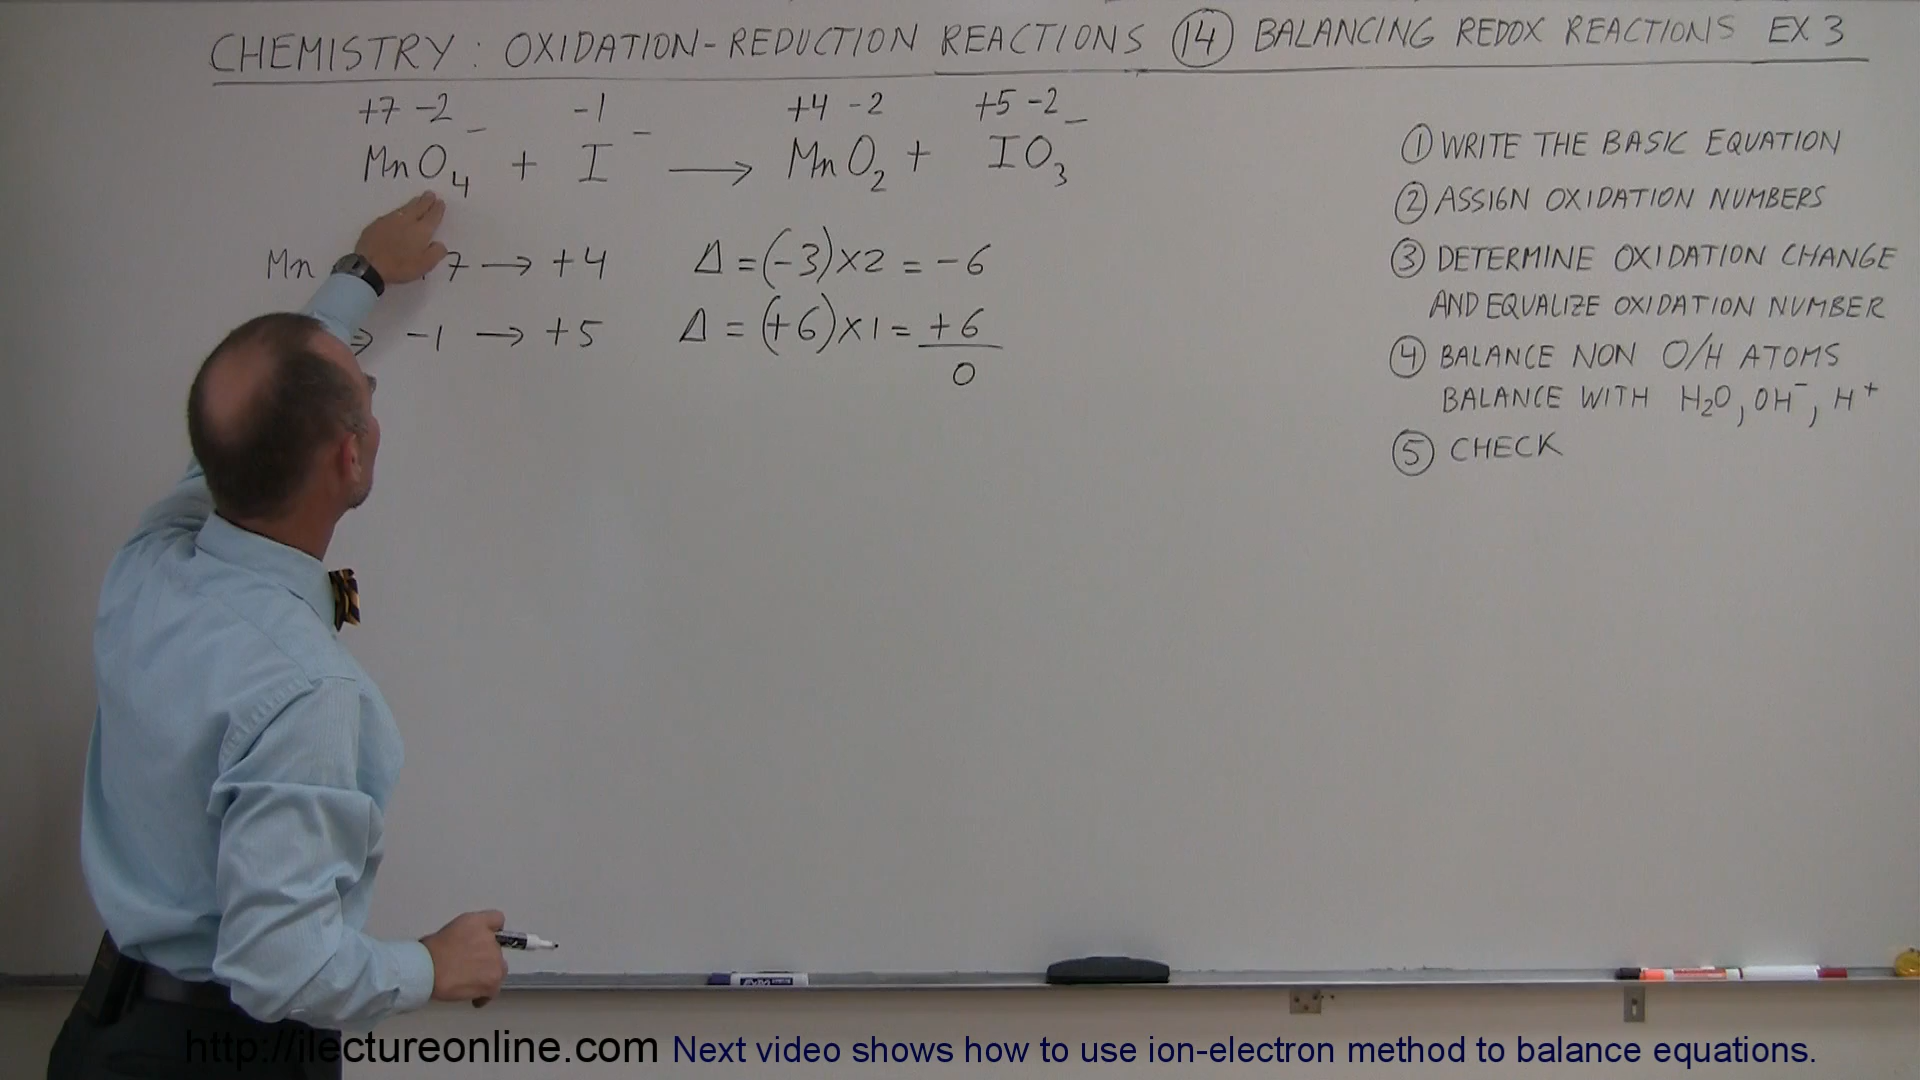 CHEMISTRY: OXIDATION-REDUCTION REACTIONS (14) BALANCING REDOX REACTIONS EX 3
+7 -2 -1 +4 -2 +5 -2
MnO₄⁻ + I⁻ → MnO₂ + IO₃⁻
Mn 7 → +4 Δ = (-3)×2 = -6
⇒ -1 → +5 Δ = (+6)×1 = +6
0
① WRITE THE BASIC EQUATION
② ASSIGN OXIDATION NUMBERS
③ DETERMINE OXIDATION CHANGE
AND EQUALIZE OXIDATION NUMBER
④ BALANCE NON O/H ATOMS
BALANCE WITH H₂O, OH⁻, H⁺
⑤ CHECK
http://ilectureonline.com Next video shows how to use ion-electron method to balance equations.